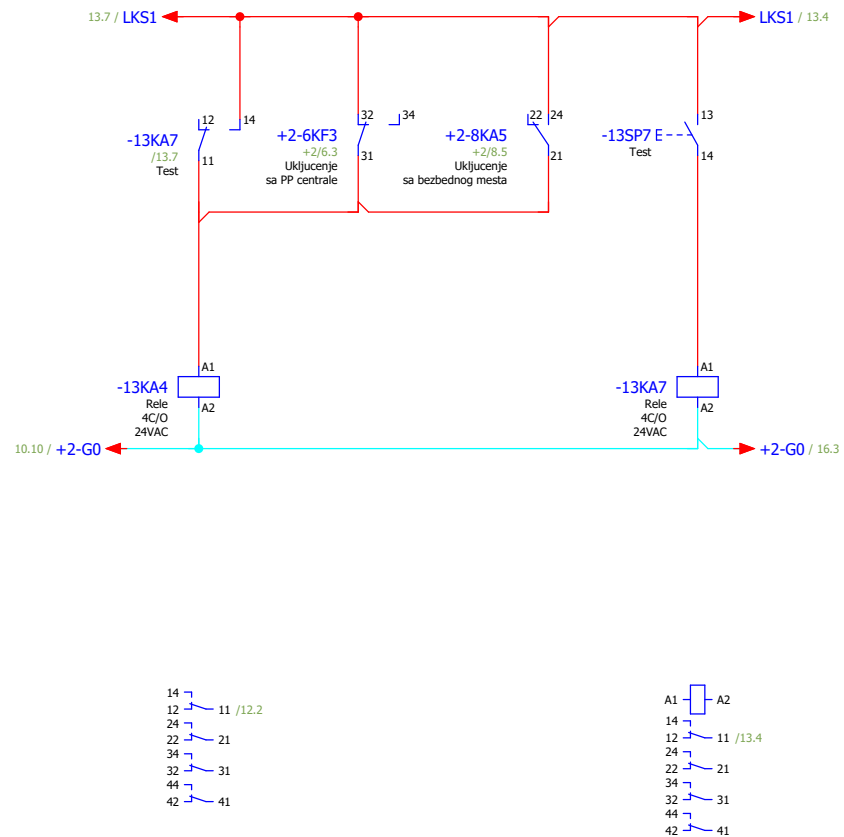 13.7 / LKS1
LKS1 / 13.4
12
14
-13KA7
/13.7
Test
11
32
34
+2-6KF3
+2/6.3
Ukljucenje
sa PP centrale
31
22 24
+2-8KA5
+2/8.5
Ukljucenje
sa bezbednog mesta
21
13
-13SP7 E
Test
14
A1
-13KA4
Rele
4C/O
24VAC
A2
A1
-13KA7
Rele
4C/O
24VAC
A2
10.10 / +2-G0
+2-G0 / 16.3
14
12 11 /12.2
24
22 21
34
32 31
44
42 41
A1 A2
14
12 11 /13.4
24
22 21
34
32 31
44
42 41